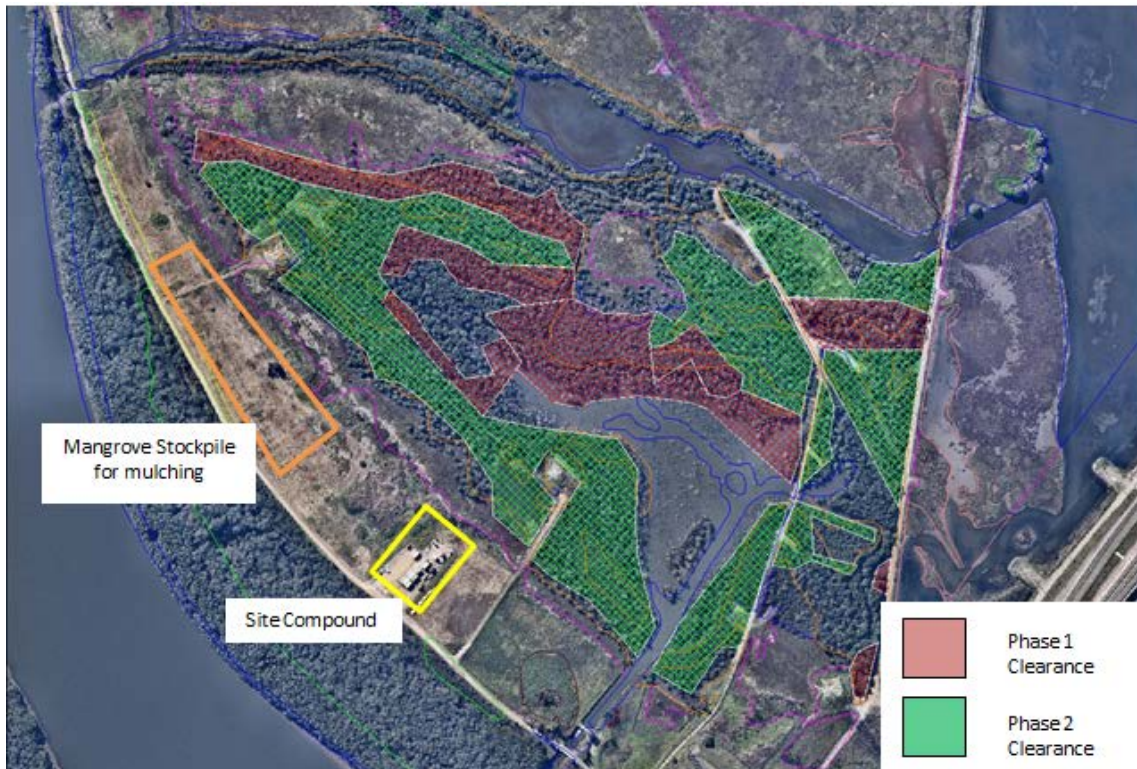 Mangrove Stockpile
for mulching
Site Compound
Phase 1
Clearance
Phase 2
Clearance